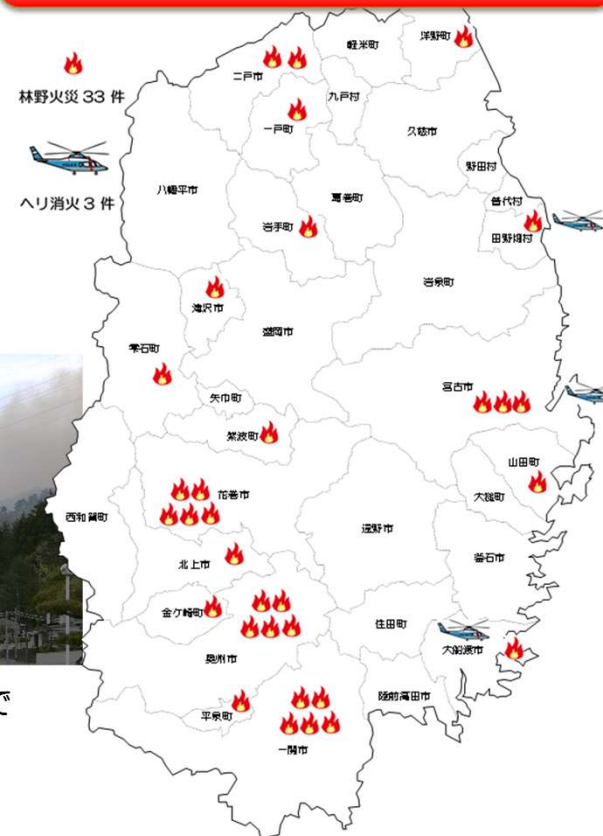 林野火災33件
ヘリ消火3件
洋野町
軽米町
二戸市
九戸村
一戸町
久慈市
野田村
八幡平市
葛巻町
普代村
岩手町
田野畑村
岩泉町
滝沢市
盛岡市
雫石町
宮古市
矢巾町
紫波町
山田町
花巻市
大槌町
西和賀町
遠野市
釜石市
北上市
金ケ崎町
住田町
大船渡市
奥州市
陸前高田市
平泉町
一関市
で